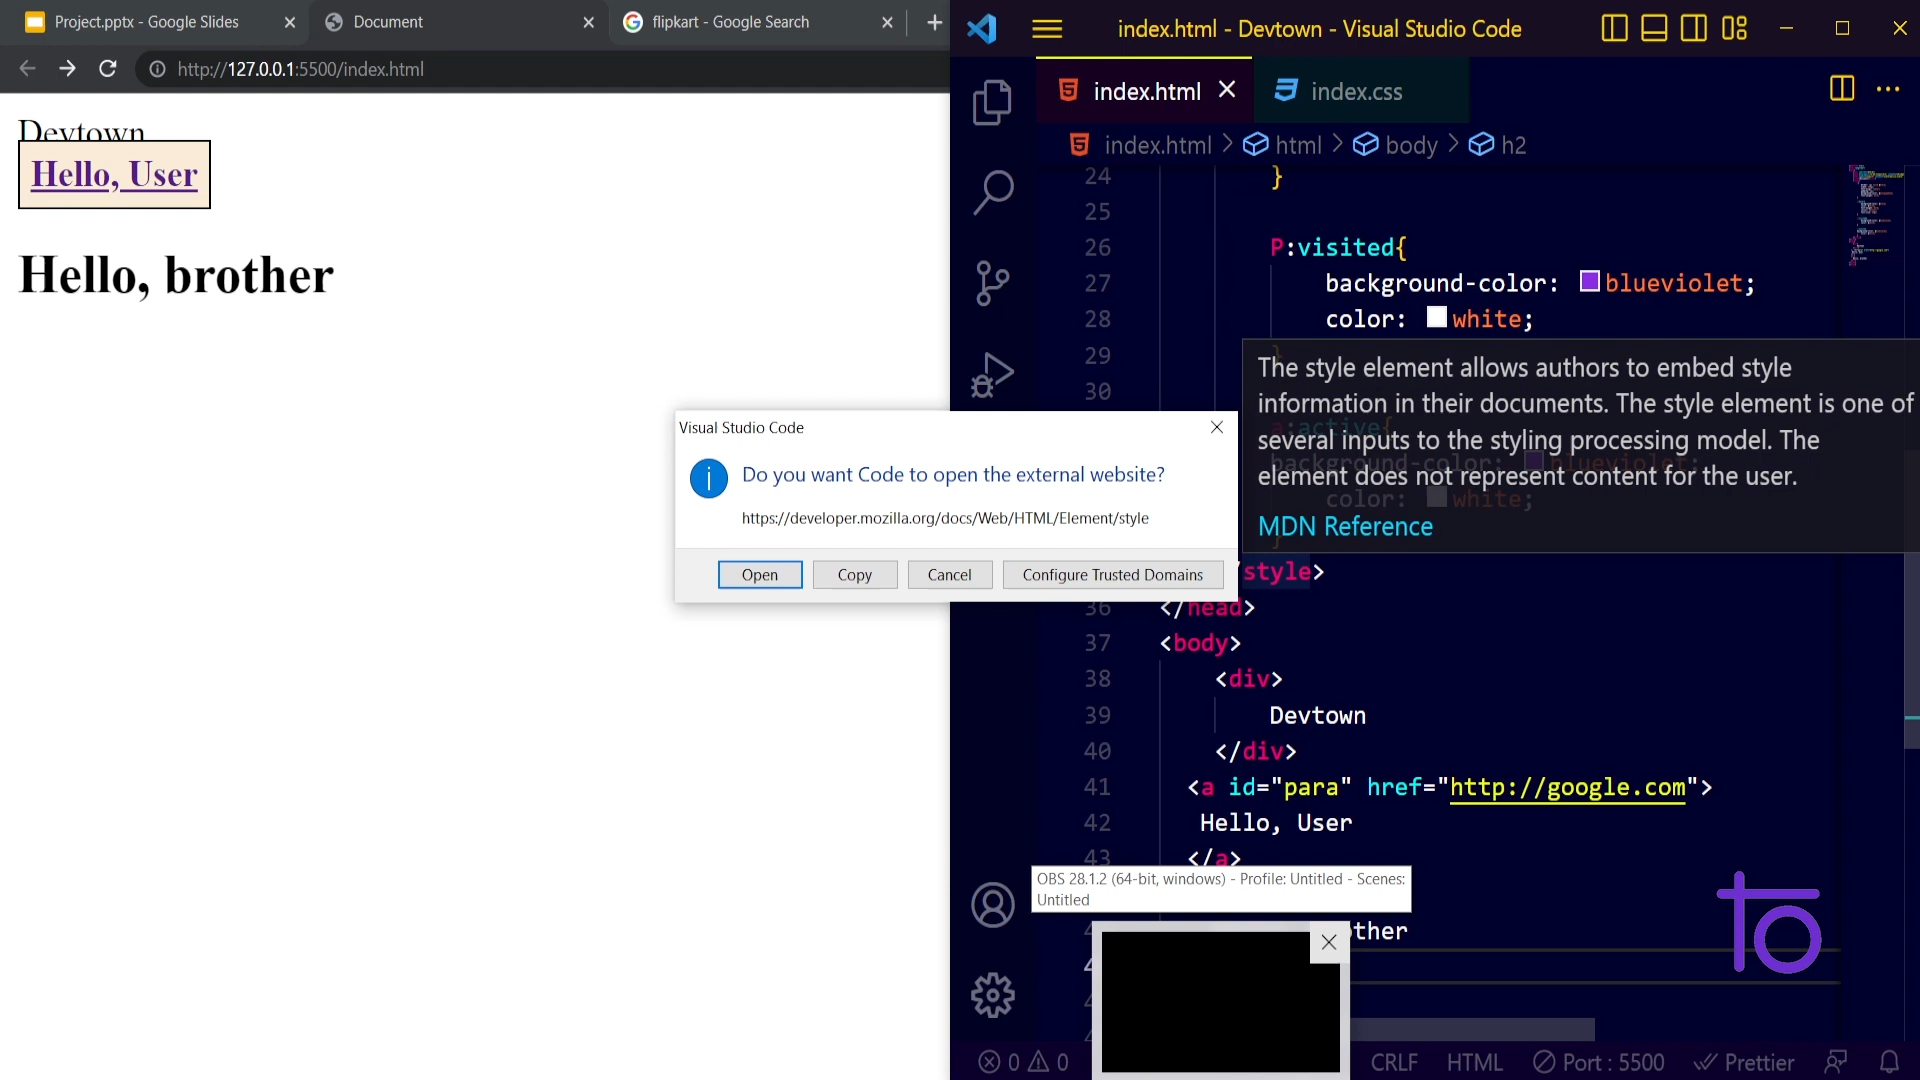 Project.pptx - Google Slides
Document
flipkart - Google Search
http://127.0.0.1:5500/index.html
Devtown
Hello, User
Hello, brother
index.html - Devtown - Visual Studio Code
index.html
index.css
index.html > html > body > h2
24 }
25
26 P:visited{
27 background-color: blueviolet;
28 color: white;
29 }
30
The style element allows authors to embed style
information in their documents. The style element is one of
several inputs to the styling processing model. The
element does not represent content for the user.
MDN Reference
a:active{
background-color: blueviolet;
color: white;
}
Visual Studio Code
Do you want Code to open the external website?
https://developer.mozilla.org/docs/Web/HTML/Element/style
Open
Copy
Cancel
Configure Trusted Domains
/style>
36 </head>
37 <body>
38 <div>
39 Devtown
40 </div>
41 <a id="para" href="http://google.com">
42 Hello, User
43 </a>
OBS 28.1.2 (64-bit, windows) - Profile: Untitled - Scenes:
Untitled
ther
0 0
CRLF
HTML
Port : 5500
Prettier